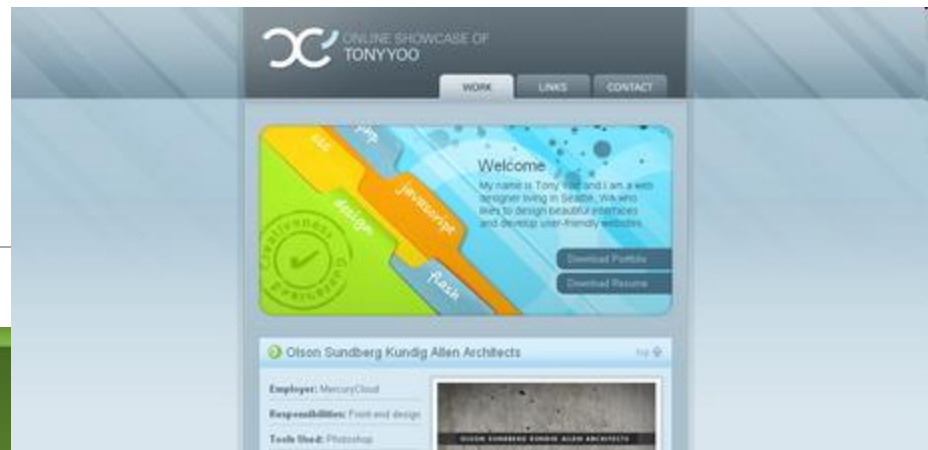 ONLINE SHOWCASE OF
TONYYOO
WORK
LINKS
CONTACT
php
css
javascript
design
flash
Creativeness
Guaranteed
Welcome
My name is Tony Yoo and I am a web
designer living in Seattle, WA who
likes to design beautiful interfaces
and develop user-friendly websites.
Download Portfolio
Download Resume
Olson Sundberg Kundig Allen Architects
top
Employer: MercuryCloud
Responsibilities: Front-end design
Tools Used: Photoshop
OLSON SUNDBERG KUNDIG ALLEN ARCHITECTS